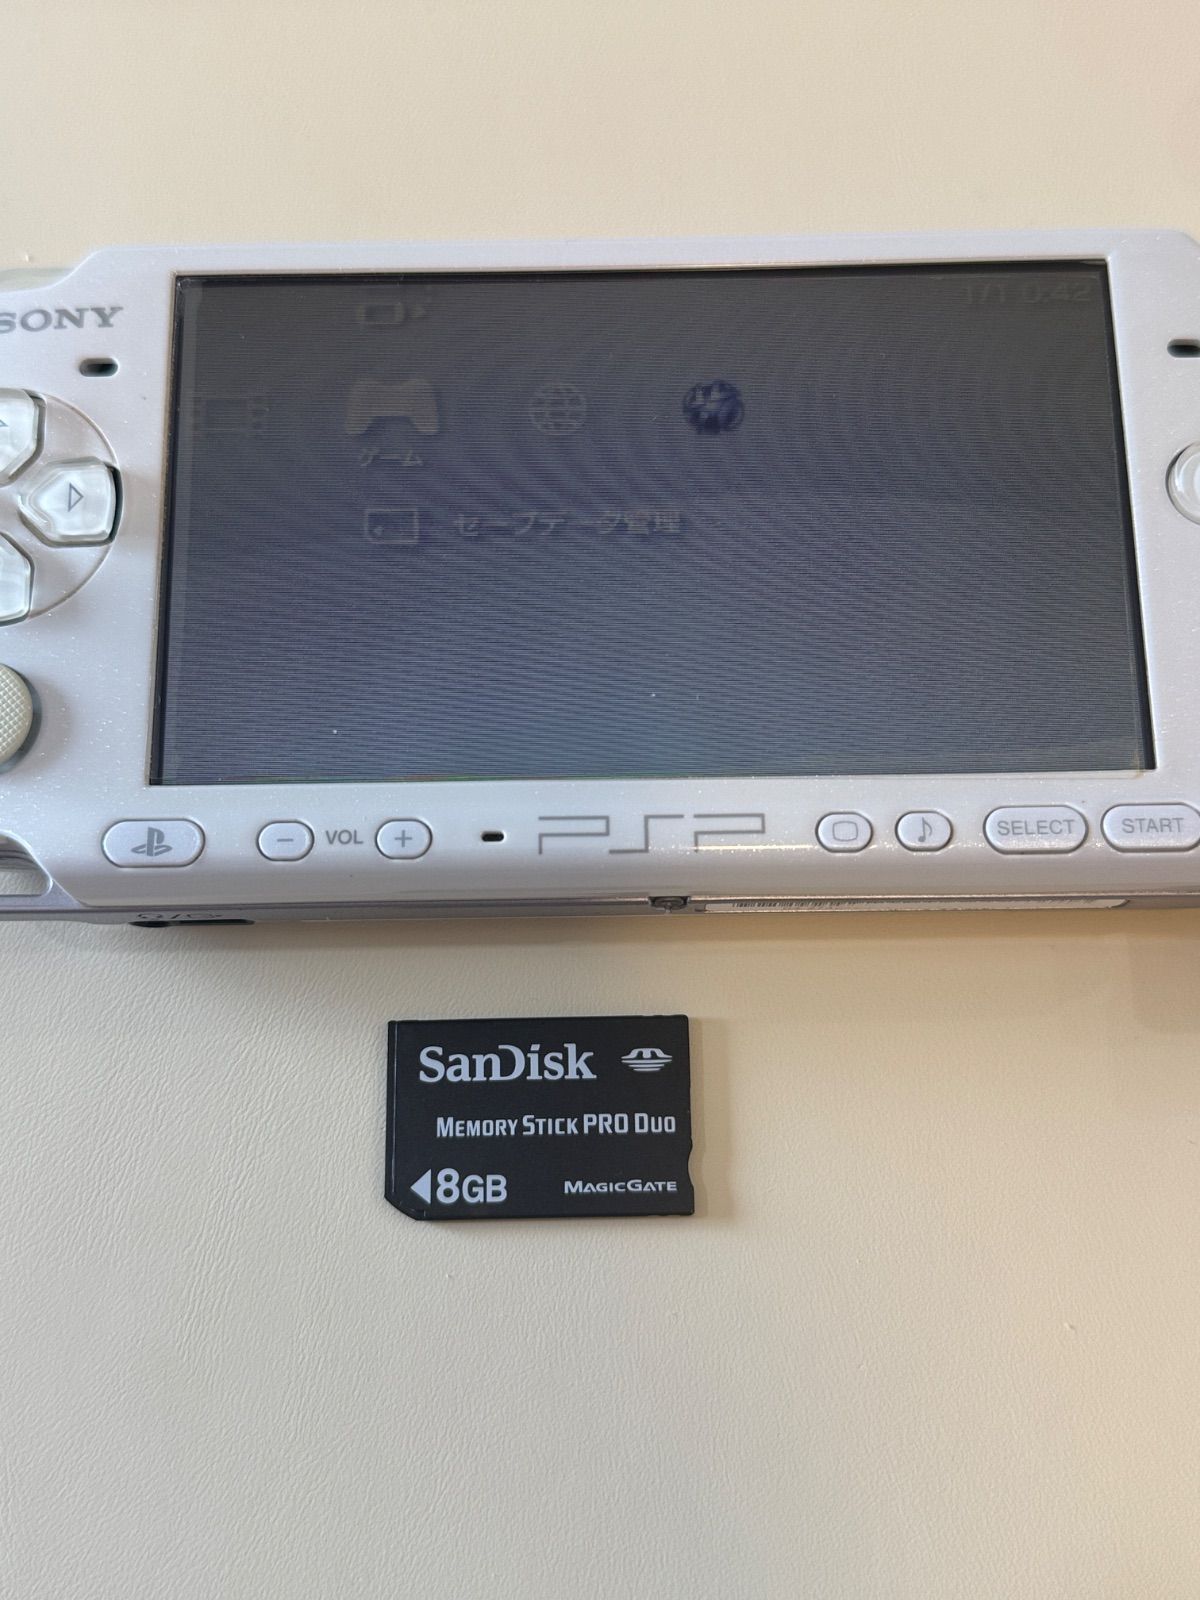 SONY
1/1 0:42
ゲーム
セーブデータ管理
VOL
PSP
SELECT
START
SanDisk
MEMORY STICK PRO DUO
8GB
MAGICGATE